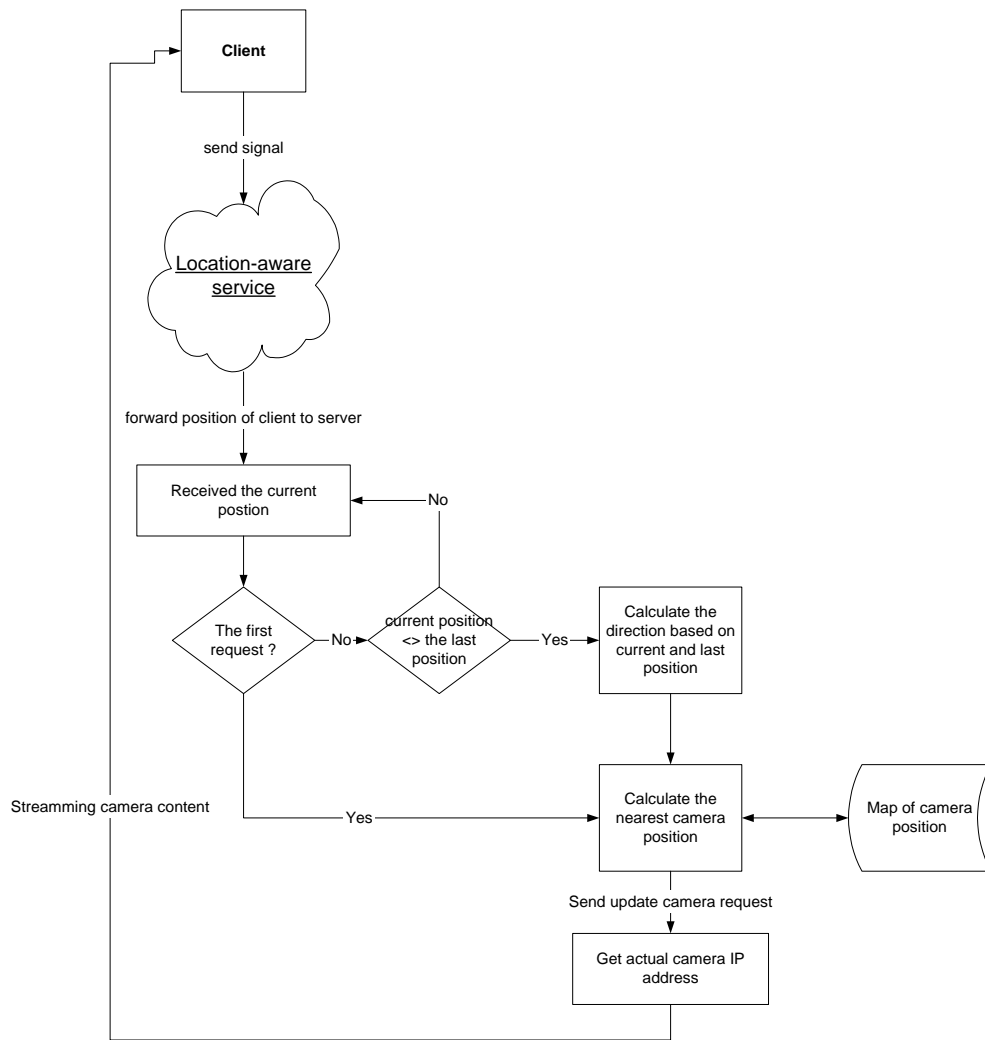 Client
send signal
Location-aware
service
forward position of client to server
Received the current
postion
No
The first
request ?
No
current position
<> the last
position
Yes
Calculate the
direction based on
current and last
position
Streamming camera content
Yes
Calculate the
nearest camera
position
Map of camera
position
Send update camera request
Get actual camera IP
address